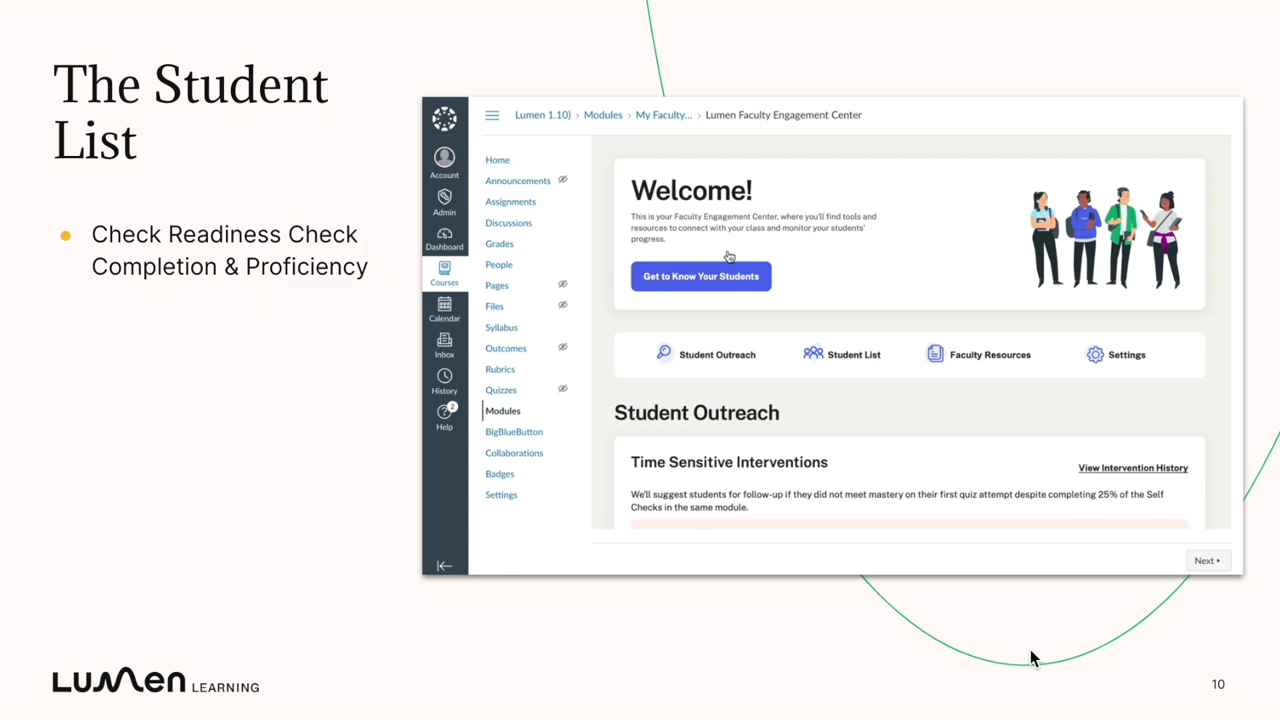 The Student
List
Check Readiness Check
Completion & Proficiency
Lumen 1.10) › Modules › My Faculty... › Lumen Faculty Engagement Center
Account
Admin
Dashboard
Courses
Calendar
Inbox
History
2
Help
Home
Announcements
Assignments
Discussions
Grades
People
Pages
Files
Syllabus
Outcomes
Rubrics
Quizzes
Modules
BigBlueButton
Collaborations
Badges
Settings
Welcome!
This is your Faculty Engagement Center, where you'll find tools and
resources to connect with your class and monitor your students'
progress.
Get to Know Your Students
Student Outreach
Student List
Faculty Resources
Settings
Student Outreach
Time Sensitive Interventions
View Intervention History
We'll suggest students for follow-up if they did not meet mastery on their first quiz attempt despite completing 25% of the Self
Checks in the same module.
Next ▸
Lumen LEARNING
10